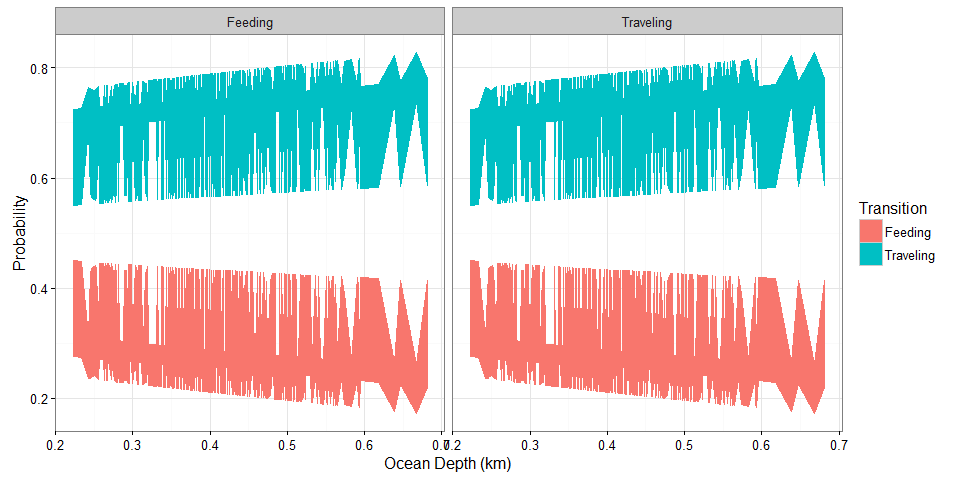 Feeding Traveling
0.8
0.6
0.4
0.2
Probability
0.2 0.3 0.4 0.5 0.6 0.7 0.2 0.3 0.4 0.5 0.6 0.7
Ocean Depth (km)
Transition
Feeding
Traveling